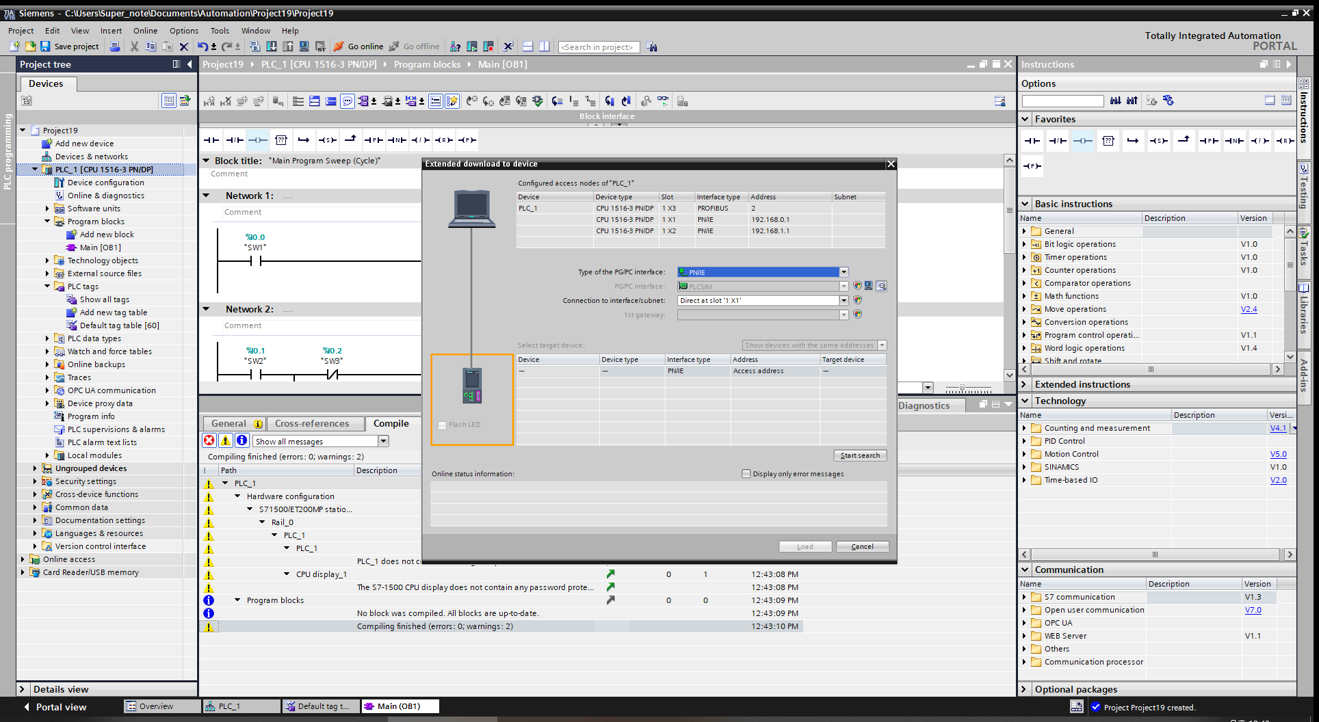 Siemens - C:\Users\Super_note\Documents\Automation\Project19\Project19
Project Edit View Insert Online Options Tools Window Help
Save project Go online Go offline <Search in project>
Totally Integrated Automation
PORTAL
Project tree
Project19 ▸ PLC_1 [CPU 1516-3 PN/DP] ▸ Program blocks ▸ Main [OB1]
Instructions
Devices
Options
PLC programming
Block interface
Favorites
Project19
Add new device
Devices & networks
PLC_1 [CPU 1516-3 PN/DP]
Device configuration
Online & diagnostics
Software units
Program blocks
Add new block
Main [OB1]
Technology objects
External source files
PLC tags
Show all tags
Add new tag table
Default tag table [60]
PLC data types
Watch and force tables
Online backups
Traces
OPC UA communication
Device proxy data
Program info
PLC supervisions & alarms
PLC alarm text lists
Local modules
Ungrouped devices
Security settings
Cross-device functions
Common data
Documentation settings
Languages & resources
Version control interface
Online access
Card Reader/USB memory
Block title: "Main Program Sweep (Cycle)"
Comment
Network 1:
Comment
%I0.0
"SW1"
Network 2:
Comment
%I0.1 %I0.2
"SW2" "SW3"
Extended download to device
Configured access nodes of "PLC_1"
Device Device type Slot Interface type Address Subnet
PLC_1 CPU 1516-3 PN/DP 1 X3 PROFIBUS 2
CPU 1516-3 PN/DP 1 X1 PN/IE 192.168.0.1
CPU 1516-3 PN/DP 1 X2 PN/IE 192.168.1.1
Type of the PG/PC interface: PN/IE
PG/PC interface: PLCSIM
Connection to interface/subnet: Direct at slot '1 X1'
1st gateway:
Select target device: Show devices with the same addresses
Device Device type Interface type Address Target device
— — PN/IE Access address —
Flash LED
Start search
Online status information: Display only error messages
Load Cancel
Diagnostics
General Cross-references Compile
Show all messages
Compiling finished (errors: 0; warnings: 2)
! Path Description
PLC_1
Hardware configuration
S71500/ET200MP statio...
Rail_0
PLC_1
PLC_1
PLC_1 does not c
CPU display_1 0 1 12:43:08 PM
The S7-1500 CPU display does not contain any password prote... 12:43:08 PM
Program blocks 0 0 12:43:09 PM
No block was compiled. All blocks are up-to-date. 12:43:09 PM
Compiling finished (errors: 0; warnings: 2) 12:43:10 PM
Basic instructions
Name Description Version
General
Bit logic operations V1.0
Timer operations V1.0
Counter operations V1.0
Comparator operations
Math functions V1.0
Move operations V2.4
Conversion operations
Program control operati... V1.1
Word logic operations V1.4
Shift and rotate
Extended instructions
Technology
Name Description Versi...
Counting and measurement V4.1
PID Control
Motion Control V5.0
SINAMICS V1.0
Time-based IO V2.0
Communication
Name Description Version
S7 communication V1.3
Open user communication V7.0
OPC UA
WEB Server V1.1
Others
Communication processor
Optional packages
Instructions
Testing
Tasks
Libraries
Add-ins
Details view
Portal view Overview PLC_1 Default tag t... Main (OB1) Project Project19 created.